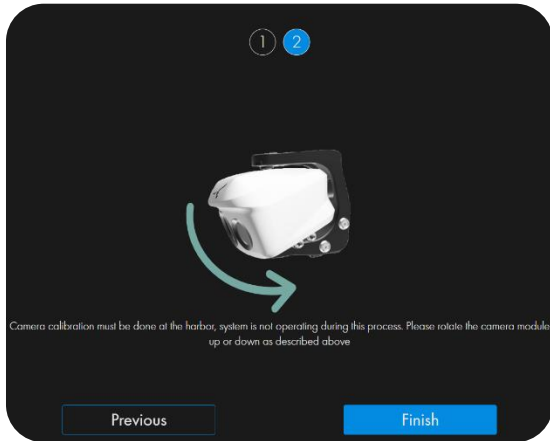 1 2
Camera calibration must be done at the harbor, system is not operating during this process. Please rotate the camera module
up or down as described above
Previous Finish